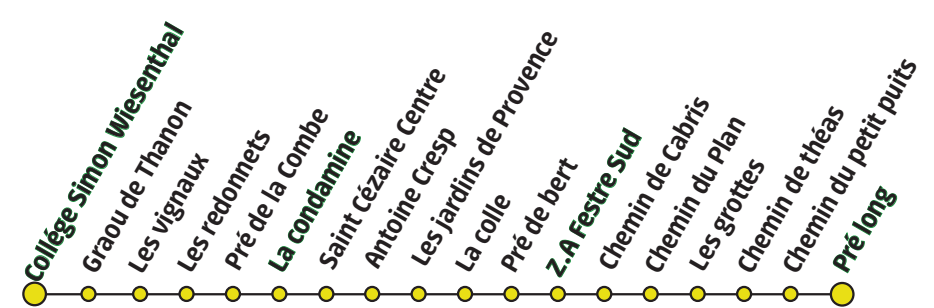 Collége Simon Wiesenthal
Graou de Thanon
Les vignaux
Les redonnets
Pré de la Combe
La condamine
Saint Cézaire Centre
Antoine Cresp
Les jardins de Provence
La colle
Pré de bert
Z.A Festre Sud
Chemin de Cabris
Chemin du Plan
Les grottes
Chemin de théas
Chemin du petit puits
Pré long